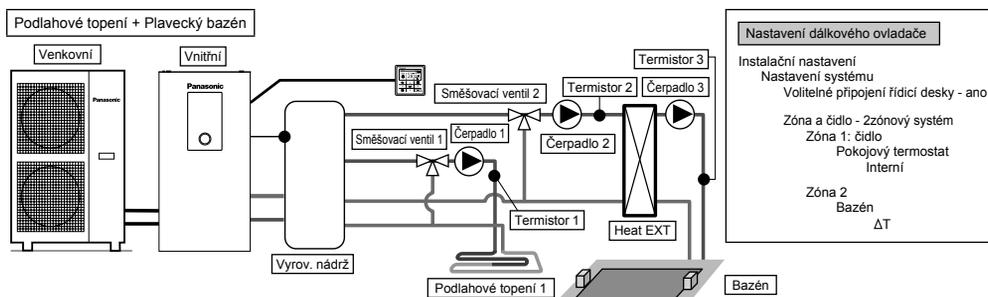 Podlahové topení + Plavecký bazén
Venkovní
Vnitřní
Panasonic
Panasonic
Směšovací ventil 2
Termistor 2
Termistor 3
Čerpadlo 3
Směšovací ventil 1
Čerpadlo 1
Čerpadlo 2
Termistor 1
Heat EXT
Vyrov. nádrž
Podlahové topení 1
Bazén
Nastavení dálkového ovladače
Instalační nastavení
Nastavení systému
Volitelné připojení řídicí desky - ano
Zóna a čidlo - 2zónový systém
Zóna 1: čidlo
Pokojový termostat
Interní
Zóna 2
Bazén
ΔT